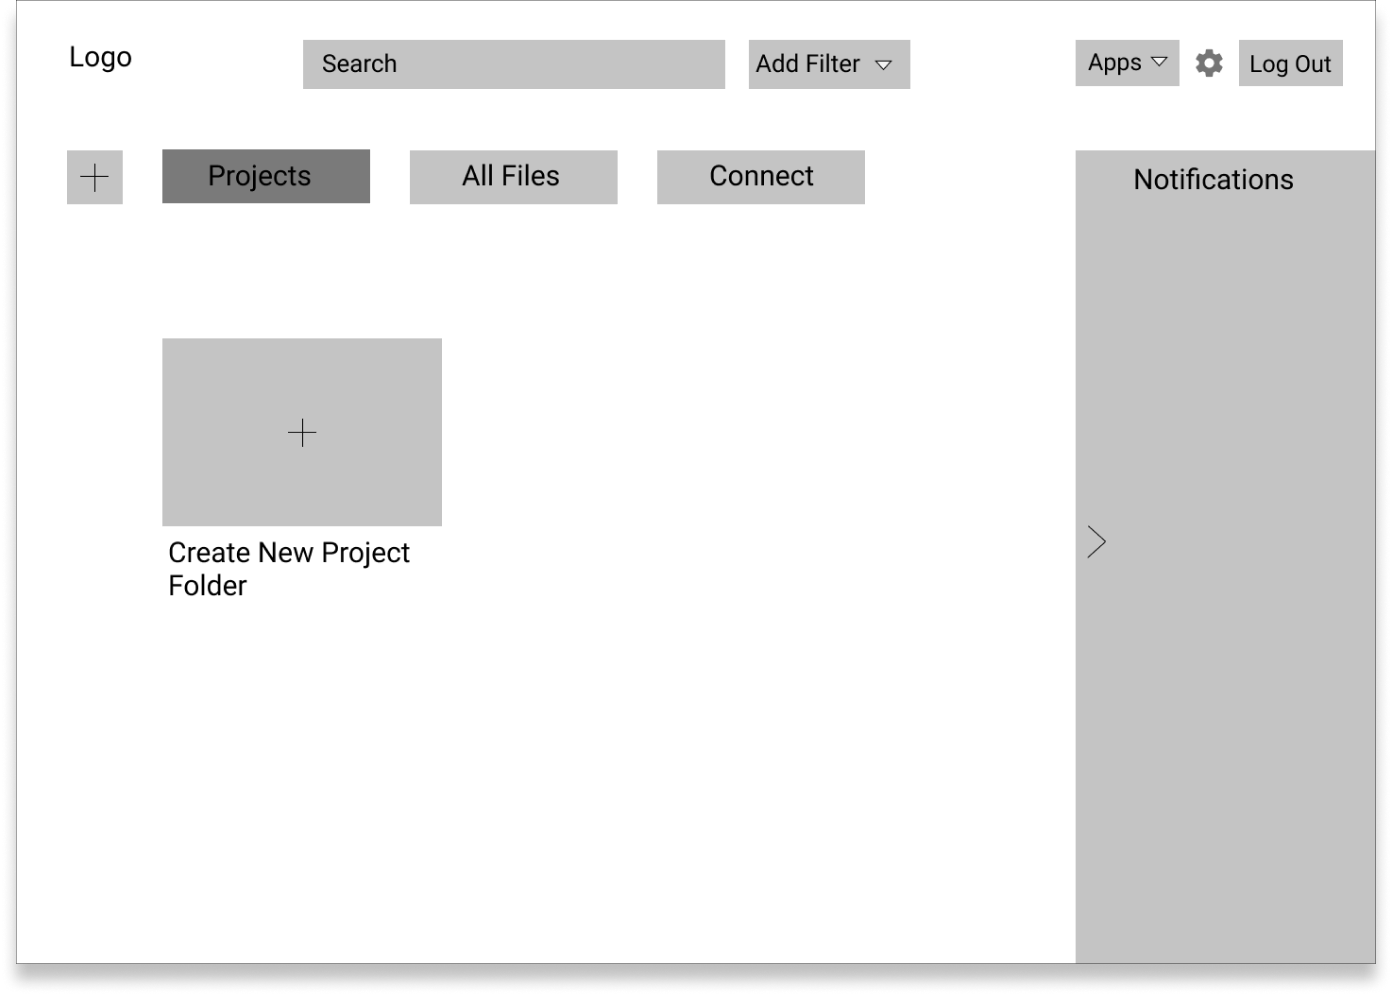 Logo
Search
Add Filter
Apps
Log Out
Projects
All Files
Connect
Notifications
Create New Project
Folder